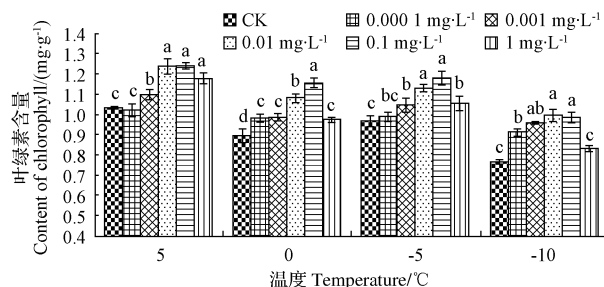 CK 0.000 1 mg·L-1 0.001 mg·L-1
0.01 mg·L-1 0.1 mg·L-1 1 mg·L-1
叶绿素含量
Content of chlorophyll/(mg·g-1)
1.4
1.3
1.2
1.1
1.0
0.9
0.8
0.7
0.6
0.5
0.4
c c b a a a
d c c b a c
c bc b a a b
c b ab a a c
5 0 -5 -10
温度 Temperature/℃